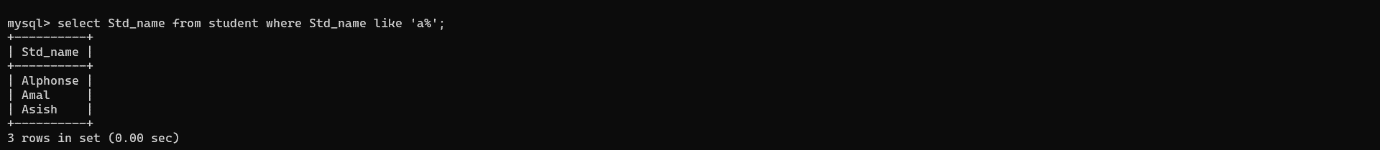 mysql> select Std_name from student where Std_name like 'a%';
+----------+
| Std_name |
+----------+
| Alphonse |
| Amal     |
| Asish    |
+----------+
3 rows in set (0.00 sec)